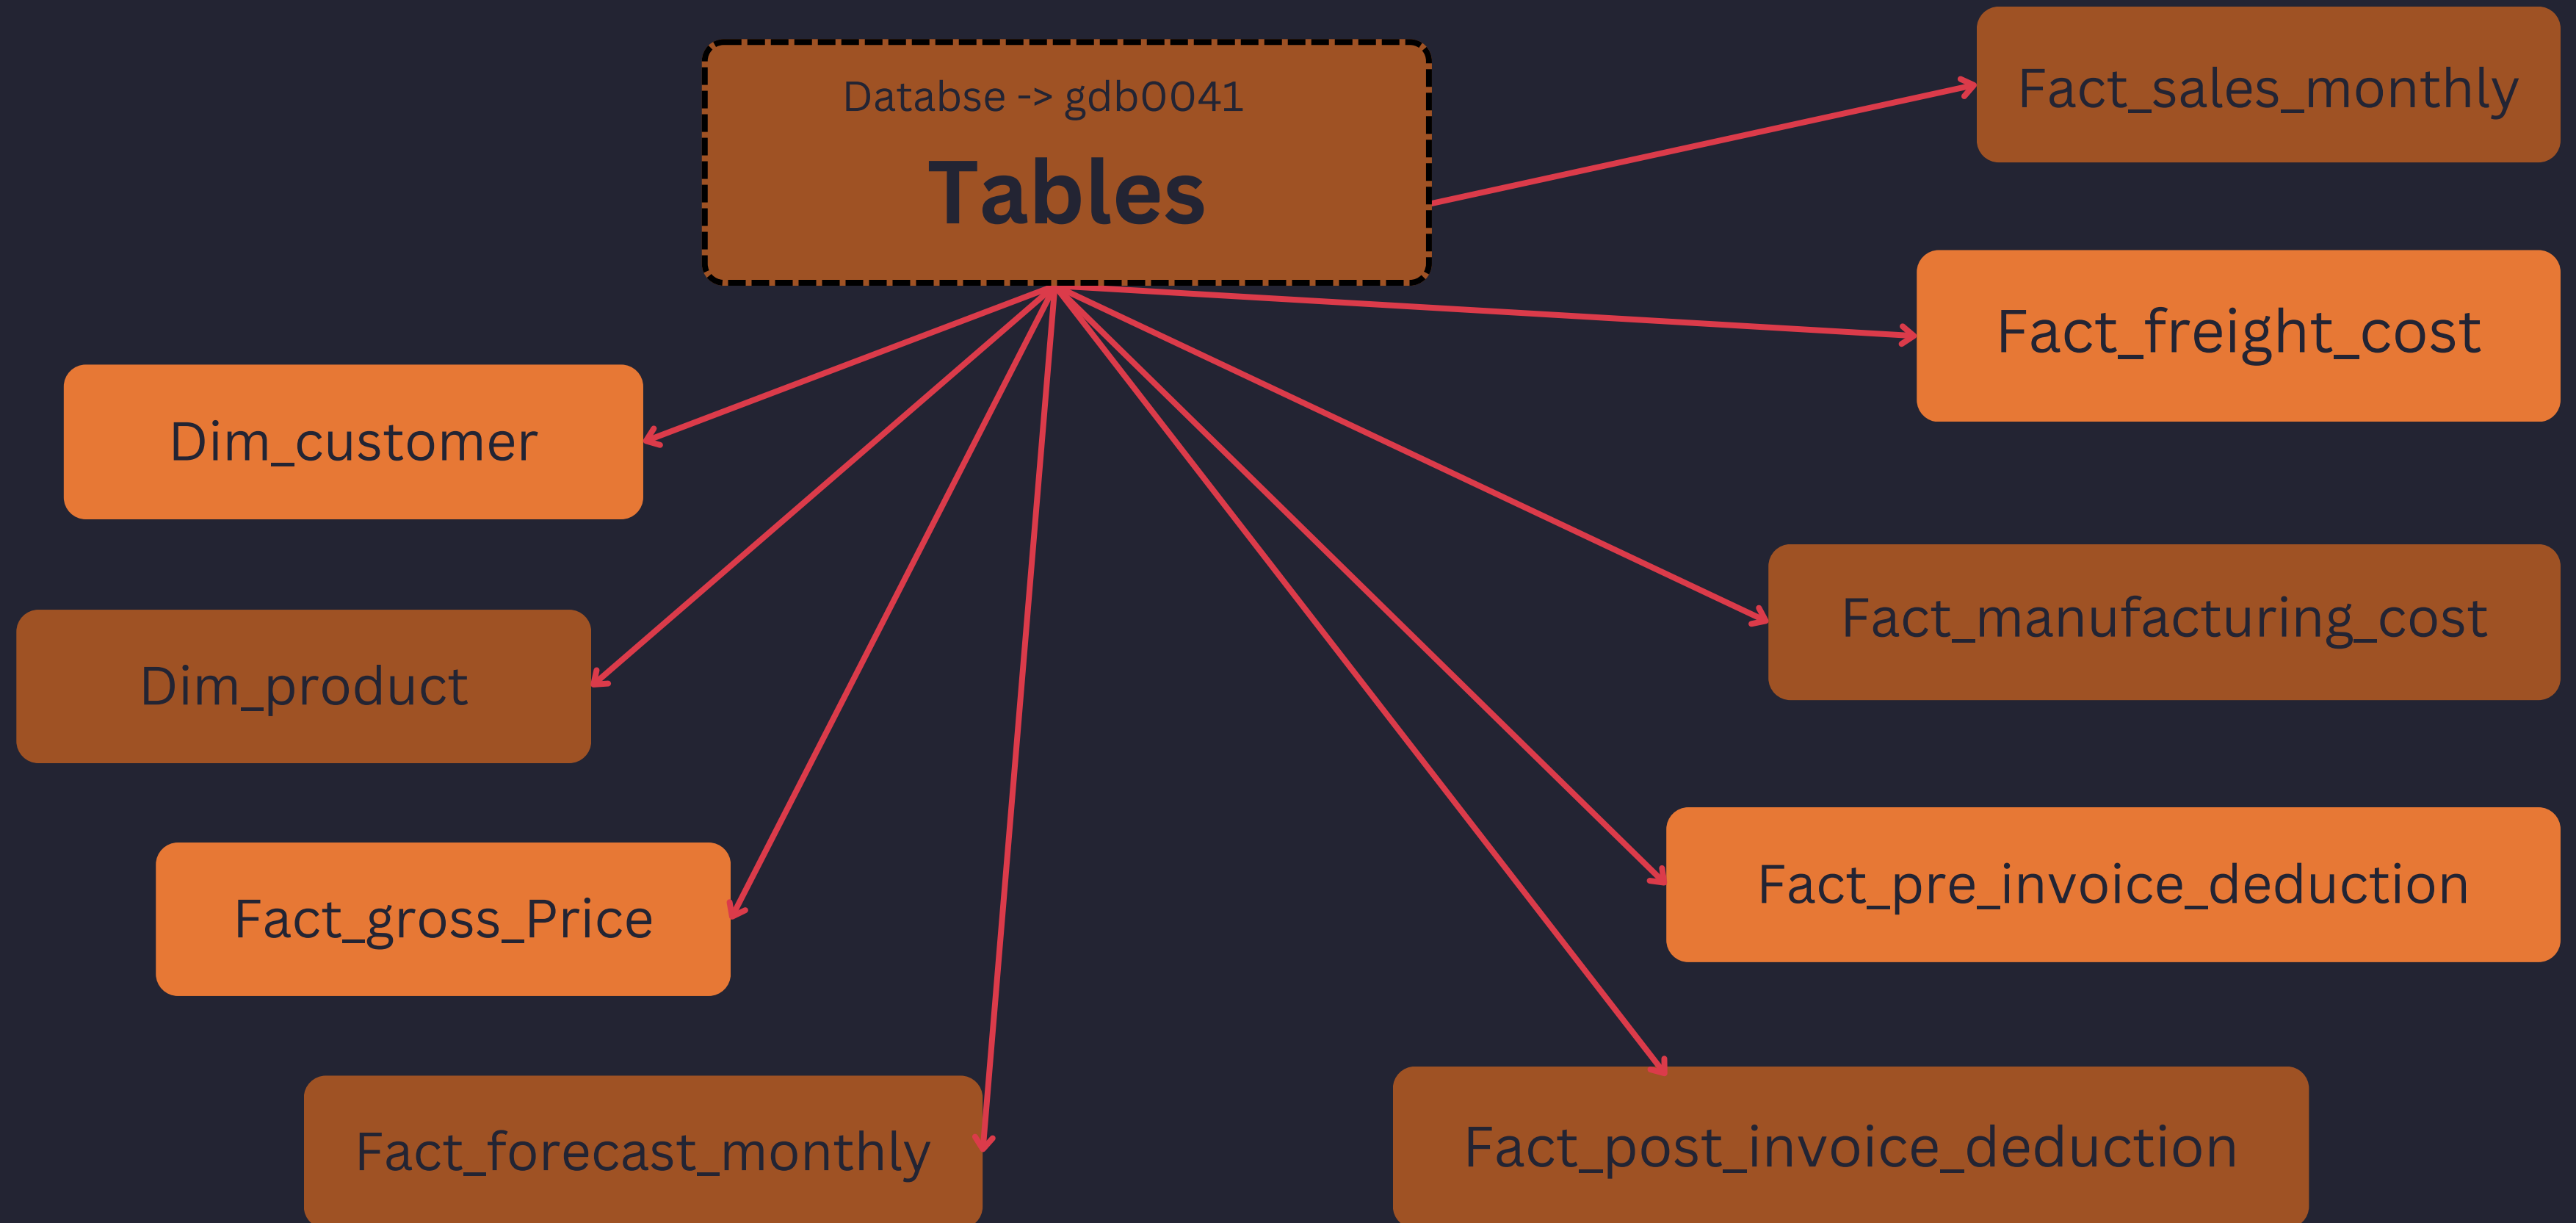 Databse -> gdb0041
Tables
Fact_sales_monthly
Fact_freight_cost
Dim_customer
Fact_manufacturing_cost
Dim_product
Fact_pre_invoice_deduction
Fact_gross_Price
Fact_post_invoice_deduction
Fact_forecast_monthly